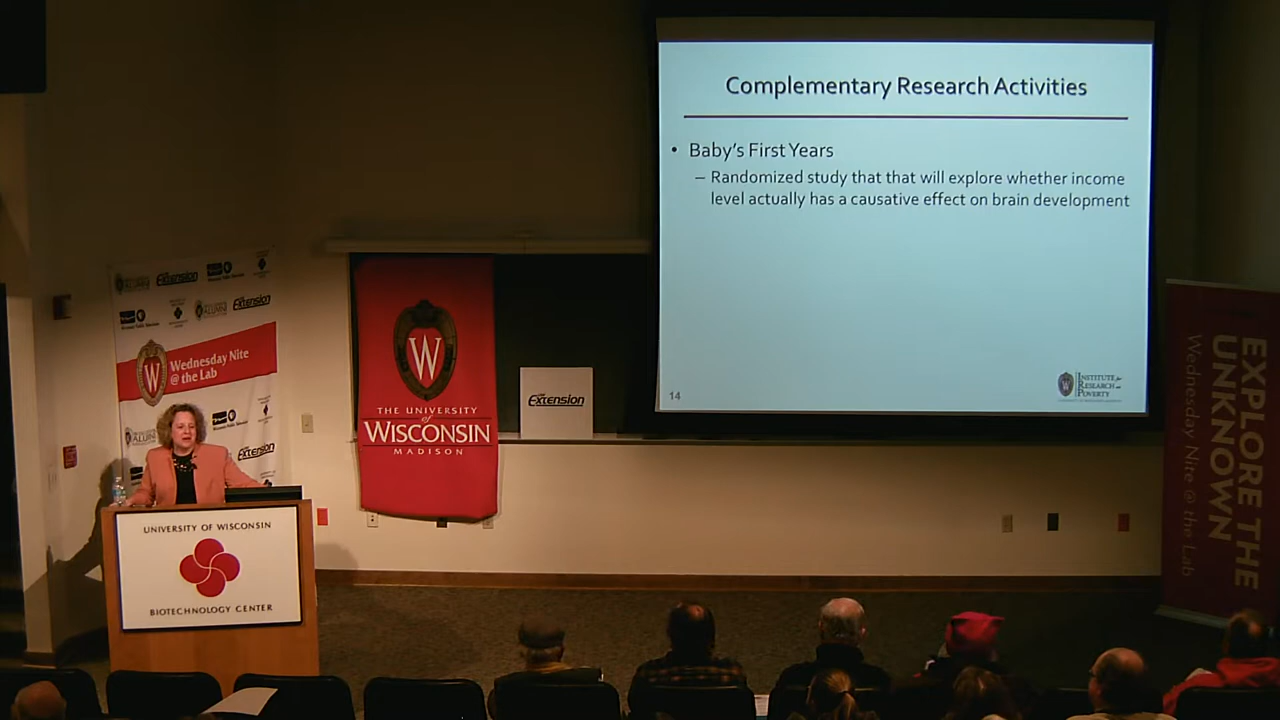 Complementary Research Activities
• Baby's First Years
– Randomized study that that will explore whether income
level actually has a causative effect on brain development
14
INSTITUTE for
RESEARCH on
POVERTY
Extension
Extension
Wednesday Nite
@ the Lab
W
Extension
W
THE UNIVERSITY
of
WISCONSIN
MADISON
Extension
UNIVERSITY OF WISCONSIN
BIOTECHNOLOGY CENTER
EXPLORE THE
UNKNOWN
Wednesday Nite @ the Lab